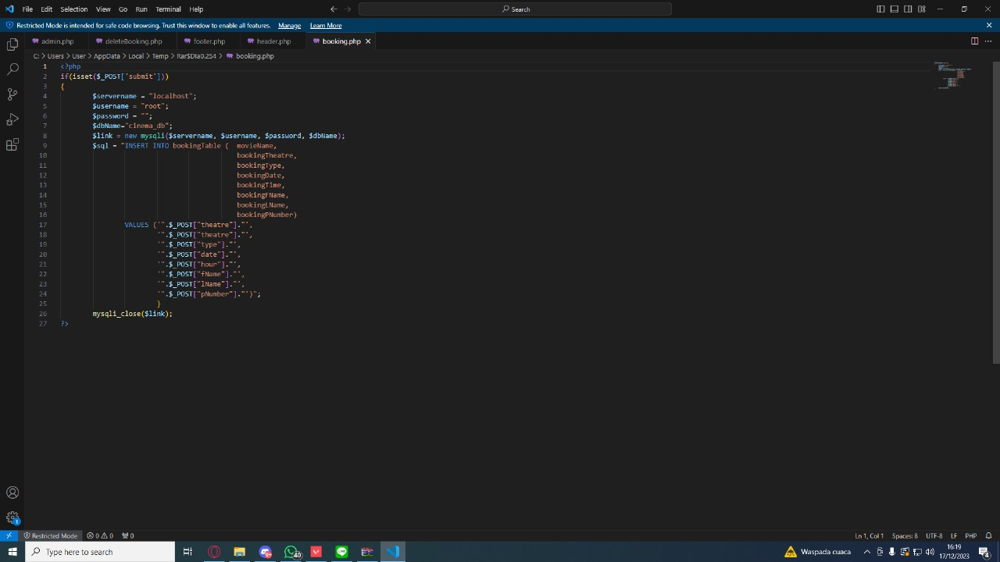 File Edit Selection View Go Run Terminal Help
Search
Restricted Mode is intended for safe code browsing. Trust this window to enable all features. Manage Learn More
admin.php deleteBooking.php footer.php header.php booking.php
C: > Users > User > AppData > Local > Temp > Rar$DIa0.254 > booking.php
1 <?php
2 if(isset($_POST['submit']))
3 {
4 $servername = "localhost";
5 $username = "root";
6 $password = "";
7 $dbName="cinema_db";
8 $link = new mysqli($servername, $username, $password, $dbName);
9 $sql = "INSERT INTO bookingTable ( movieName,
10 bookingTheatre,
11 bookingType,
12 bookingDate,
13 bookingTime,
14 bookingFName,
15 bookingLName,
16 bookingPNumber)
17 VALUES ('".$_POST["theatre"]."',
18 '".$_POST["theatre"]."',
19 '".$_POST["type"]."',
20 '".$_POST["date"]."',
21 '".$_POST["hour"]."',
22 '".$_POST["fName"]."',
23 '".$_POST["lName"]."',
24 '".$_POST["pNumber"]."')";
25 }
26 mysqli_close($link);
27 ?>
1
Restricted Mode 0 0 0 Ln 1, Col 1 Spaces: 8 UTF-8 LF PHP
Type here to search 40 Waspada cuaca 16:19
17/12/2023 4